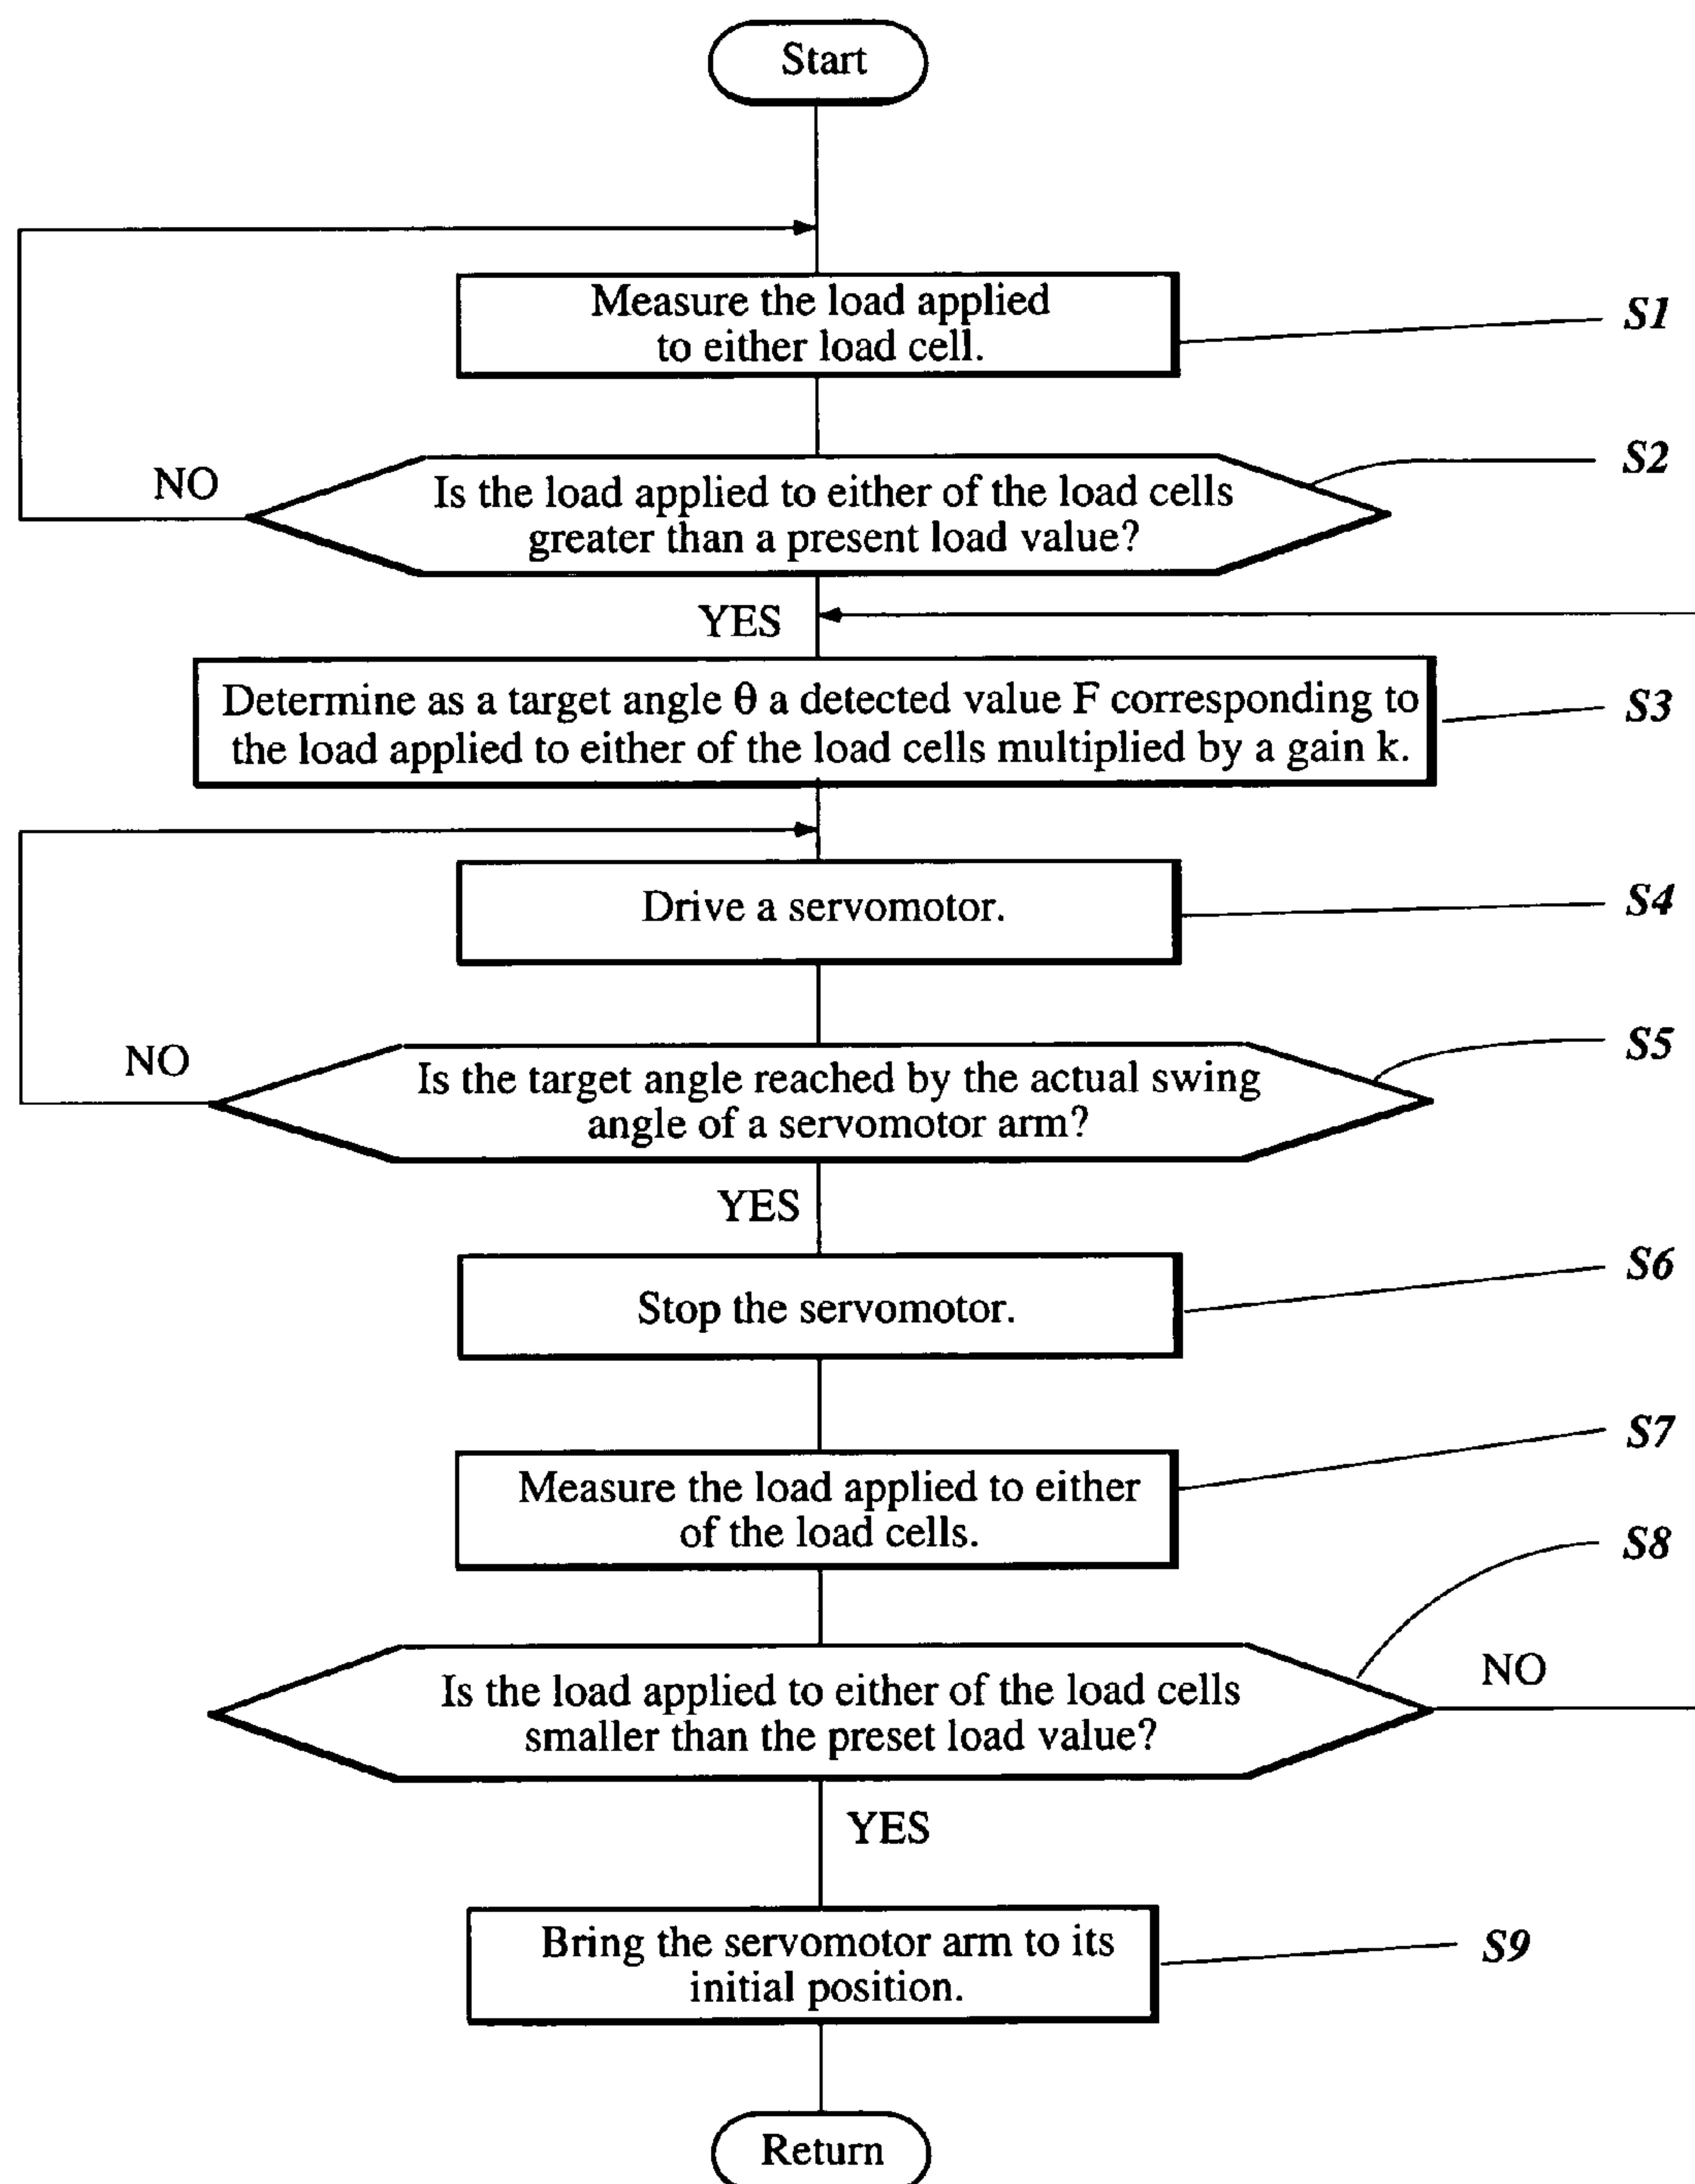 Start
Measure the load applied
to either load cell.
S1
Is the load applied to either of the load cells
greater than a present load value?
S2
NO
YES
Determine as a target angle θ a detected value F corresponding to
the load applied to either of the load cells multiplied by a gain k.
S3
Drive a servomotor.
S4
Is the target angle reached by the actual swing
angle of a servomotor arm?
S5
NO
YES
Stop the servomotor.
S6
Measure the load applied to either
of the load cells.
S7
Is the load applied to either of the load cells
smaller than the preset load value?
S8
NO
YES
Bring the servomotor arm to its
initial position.
S9
Return